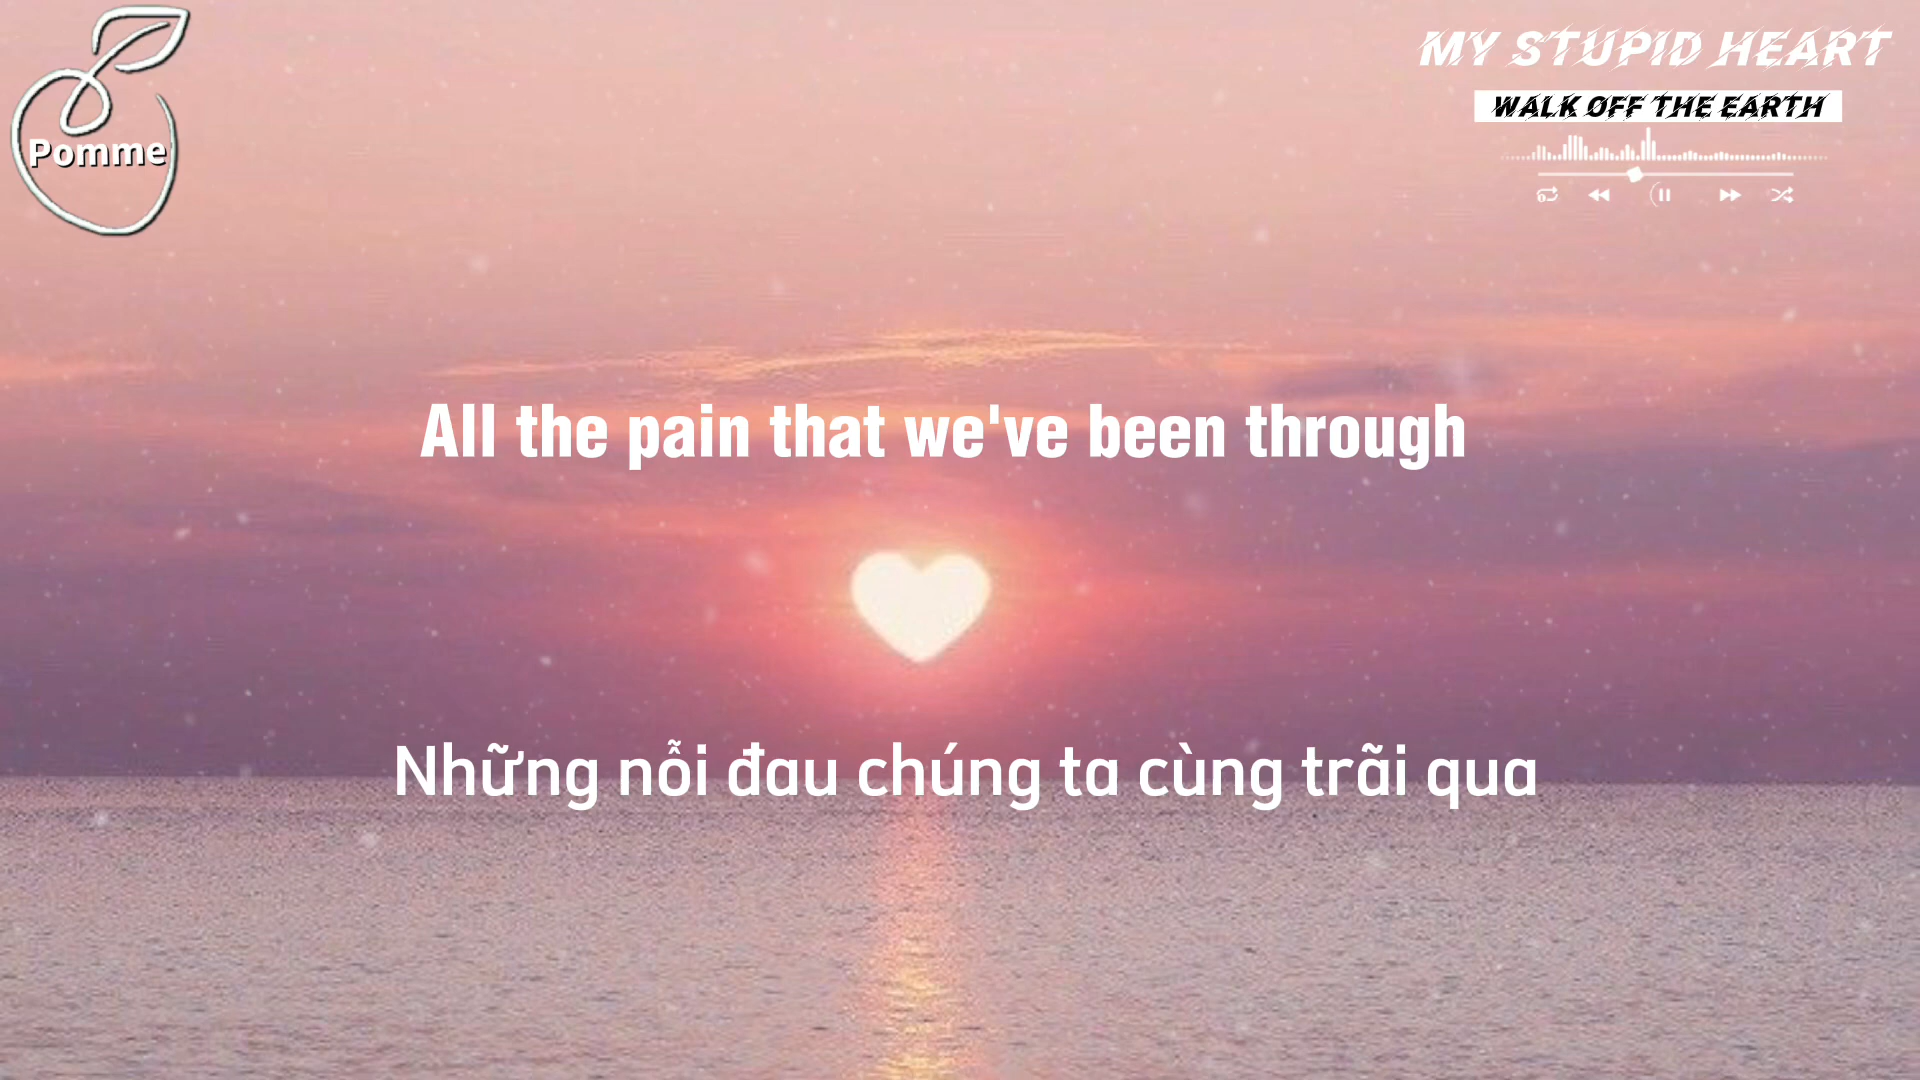 Pomme
MY STUPID HEART
WALK OFF THE EARTH
All the pain that we've been through
Những nỗi đau chúng ta cùng trãi qua